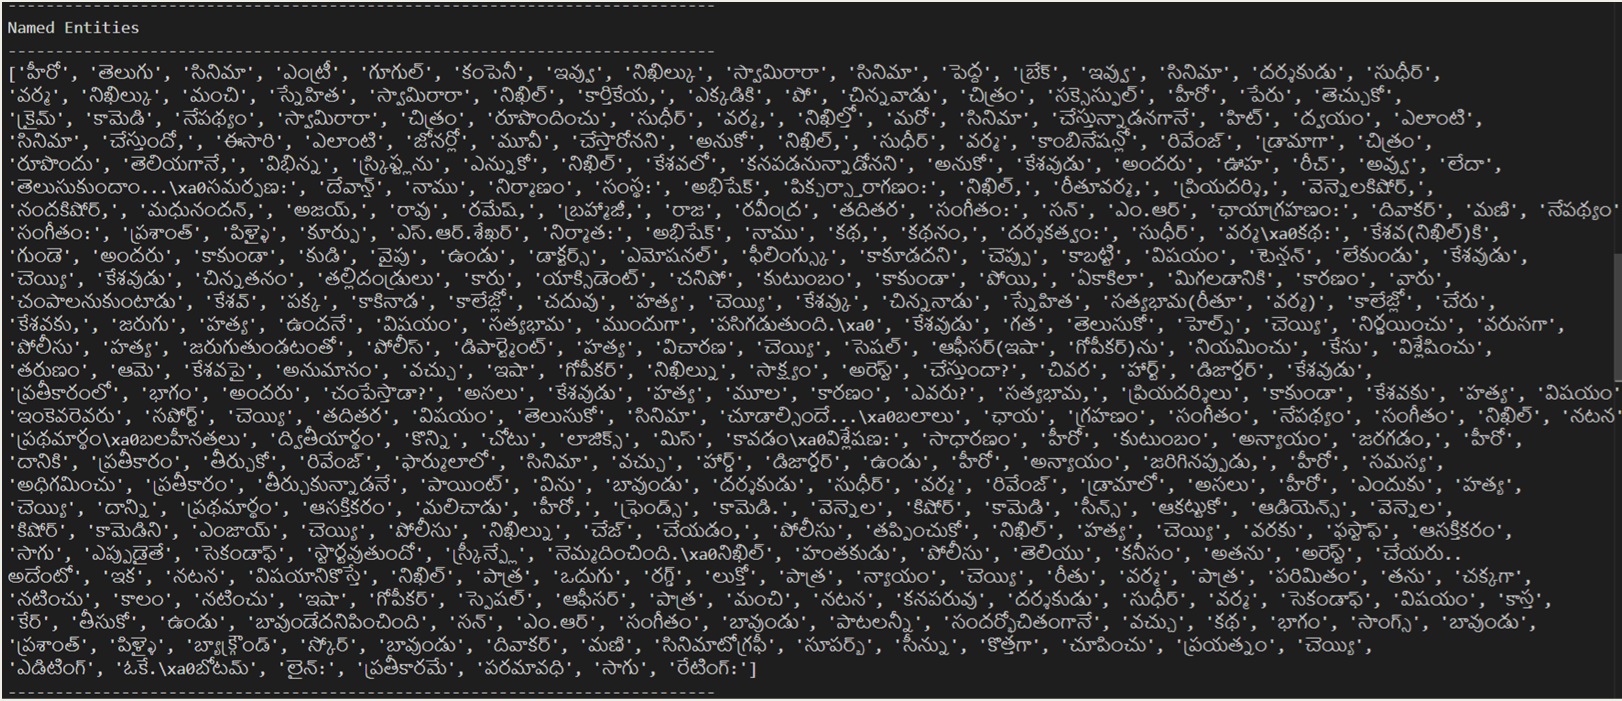 ---------------------------------------------------------------------------
Named Entities
---------------------------------------------------------------------------
['హీరో', 'తెలుగు', 'సినిమా', 'ఎంట్రీ', 'గూగుల్', 'కంపెనీ', 'ఇవ్వు', 'నిఖిల్కు', 'స్వామిరారా', 'సినిమా', 'పెద్ద', 'బ్రేక్', 'ఇవ్వు', 'సినిమా', 'దర్శకుడు', 'సుధీర్',
'వర్మ', 'నిఖిల్కు', 'మంచి', 'స్నేహిత', 'స్వామిరారా', 'నిఖిల్', 'కార్తికేయ,', 'ఎక్కడికి', 'పో', 'చిన్నవాడు', 'చిత్రం', 'సక్సెస్ఫుల్', 'హీరో', 'పేరు', 'తెచ్చుకో',
'క్రైమ్', 'కామెడి', 'నేపథ్యం', 'స్వామిరారా', 'చిత్రం', 'రూపొందించు', 'సుధీర్', 'వర్మ,', 'నిఖిల్తో', 'మరో', 'సినిమా', 'చేస్తున్నాడనగానే', 'హిట్', 'ద్వయం', 'ఎలాంటి',
'సినిమా', 'చేస్తుందో,', 'ఈసారి', 'ఎలాంటి', 'జోనర్లో', 'మూవీ', 'చేస్తారోనని', 'అనుకో', 'నిఖిల్,', 'సుధీర్', 'వర్మ', 'కాంబినేషన్లో', 'రివేంజ్', 'డ్రామాగా', 'చిత్రం',
'రూపొందు', 'తెలియగానే,', 'విభిన్న', 'స్క్రిప్ట్లను', 'ఎన్నుకో', 'నిఖిల్', 'కేశవలో', 'కనపడనున్నాడోనని', 'అనుకో', 'కేశవుడు', 'అందరు', 'ఊహ', 'రీచ్', 'అవ్వు', 'లేదా',
'తెలుసుకుందాం...\xa0సమర్పణ:', 'దేవాన్ష్', 'నాము', 'నిర్మాణం', 'సంస్థ:', 'అభిషేక్', 'పిక్చర్స్నారాగణం:', 'నిఖిల్,', 'రీతూవర్మ,', 'ప్రియదర్శి,', 'వెన్నెలకిషోర్,',
'నందకిషోర్,', 'మధునందన్,', 'అజయ్,', 'రావు', 'రమేష్,', 'బ్రహ్మాజీ,', 'రాజ', 'రవీంద్ర', 'తదితర', 'సంగీతం:', 'సన్', 'ఎం.ఆర్', 'ఛాయాగ్రహణం:', 'దివాకర్', 'మణి', 'నేపథ్యం'
'సంగీతం:', 'ప్రశాంత్', 'పిళ్ళై', 'కూర్పు', 'ఎస్.ఆర్.శేఖర్', 'నిర్మాత:', 'అభిషేక్', 'నాము', 'కథ,', 'కథనం,', 'దర్శకత్వం:', 'సుధీర్', 'వర్మ\xa0కథ:', 'కేశవ(నిఖిల్)కి',
'గుండె', 'అందరు', 'కాకుండా', 'కుడి', 'వైపు', 'ఉండు', 'డాక్టర్స్', 'ఎమోషనల్', 'ఫీలింగ్స్కు', 'కాకూడదని', 'చెప్పు', 'కాబట్టి', 'విషయం', 'టెన్షన్', 'లేకుండు', 'కేశవుడు',
'చెయ్యి', 'కేశవుడు', 'చిన్నతనం', 'తల్లిదండ్రులు', 'కారు', 'యాక్సిడెంట్', 'చనిపో', 'కుటుంబం', 'కాకుండా', 'పోయి,', 'ఏకాకిలా', 'మిగలడానికి', 'కారణం', 'వారు',
'చంపాలనుకుంటాడు', 'కేశవ్', 'పక్క', 'కాకినాడ', 'కాలేజ్లో', 'చదువు', 'హత్య', 'చెయ్యి', 'కేశవ్కు', 'చిన్ననాడు', 'స్నేహిత', 'సత్యభామ(రీతూ', 'వర్మ)', 'కాలేజ్లో', 'చేరు',
'కేశవకు,', 'జరుగు', 'హత్య', 'ఉందనే', 'విషయం', 'సత్యభామ', 'ముందుగా', 'పసిగడుతుంది.\xa0', 'కేశవుడు', 'గత', 'తెలుసుకో', 'హెల్ప్', 'చెయ్యి', 'నిర్ణయించు', 'వరుసగా',
'పోలీసు', 'హత్య', 'జరుగుతుండటంతో', 'పోలీస్', 'డిపార్ట్మెంట్', 'హత్య', 'విచారణ', 'చెయ్యి', 'సెషల్', 'ఆఫీసర్(ఇషా', 'గోపీకర్)ను', 'నియమించు', 'కేసు', 'విశ్లేషించు',
'తరుణం', 'ఆమె', 'కేశవపై', 'అనుమానం', 'వచ్చు', 'ఇషా', 'గోపీకర్', 'నిఖిల్ను', 'సాక్ష్యం', 'అరెస్ట్', 'చేస్తుందా?', 'చివర', 'హార్ట్', 'డిజార్డర్', 'కేశవుడు',
'ప్రతీకారంలో', 'భాగం', 'అందరు', 'చంపేస్తాడా?', 'అసలు', 'కేశవుడు', 'హత్య', 'మూల', 'కారణం', 'ఎవరు?', 'సత్యభామ,', 'ప్రియదర్శిలు', 'కాకుండా', 'కేశవకు', 'హత్య', 'విషయం'
'ఇంకెవరెవరు', 'సపోర్ట్', 'చెయ్యి', 'తదితర', 'విషయం', 'తెలుసుకో', 'సినిమా', 'చూడాల్సిందే...\xa0బలాలు', 'ఛాయ', 'గ్రహణం', 'సంగీతం', 'నేపథ్యం', 'సంగీతం', 'నిఖిల్', 'నటన
'ప్రథమార్థం\xa0బలహీనతలు', 'ద్వితీయార్థం', 'కొన్ని', 'చోటు', 'లాజిక్స్', 'మిస్', 'కావడం\xa0విశ్లేషణ:', 'సాధారణం', 'హీరో', 'కుటుంబం', 'అన్యాయం', 'జరగడం,', 'హీరో',
'దానికి', 'ప్రతీకారం', 'తీర్చుకో', 'రివేంజ్', 'ఫార్ములాలో', 'సినిమా', 'వచ్చు', 'హార్డ్', 'డిజార్డర్', 'ఉండు', 'హీరో', 'అన్యాయం', 'జరిగినప్పుడు,', 'హీరో', 'సమస్య',
'అధిగమించు', 'ప్రతీకారం', 'తీర్చుకున్నాడనే', 'పాయింట్', 'విను', 'బావుండు', 'దర్శకుడు', 'సుధీర్', 'వర్మ', 'రివేంజ్', 'డ్రామాలో', 'అసలు', 'హీరో', 'ఎందుకు', 'హత్య',
'చెయ్యి', 'దాన్ని', 'ప్రథమార్థం', 'ఆసక్తికరం', 'మలిచాడు', 'హీరో,', 'ఫ్రెండ్స్', 'కామెడి.', 'వెన్నెల', 'కిషోర్', 'కామెడి', 'సీన్స్', 'ఆకట్టుకో', 'ఆడియెన్స్', 'వెన్నెల',
'కిషోర్', 'కామెడిని', 'ఎంజాయ్', 'చెయ్యి', 'పోలీసు', 'నిఖిల్ను', 'చేజ్', 'చేయడం,', 'పోలీసు', 'తప్పించుకో', 'నిఖిల్', 'హత్య', 'చెయ్యి', 'వరకు', 'ఫస్టాఫ్', 'ఆసక్తికరం',
'సాగు', 'ఎప్పుడైతే', 'సెకండాఫ్', 'స్టార్టవుతుందో', 'స్క్రీన్ప్లే', 'నెమ్మదించింది.\xa0నిఖిల్', 'హంతకుడు', 'పోలీసు', 'తెలియు', 'కనీసం', 'అతను', 'అరెస్ట్', 'చేయరు..
అదేంటో', 'ఇక', 'నటన', 'విషయానికొస్తే', 'నిఖిల్', 'పాత్ర', 'ఒదుగు', 'రగ్డ్', 'లుక్తో', 'పాత్ర', 'న్యాయం', 'చెయ్యి', 'రీతు', 'వర్మ', 'పాత్ర', 'పరిమితం', 'తను', 'చక్కగా',
'నటించు', 'కాలం', 'నటించు', 'ఇషా', 'గోపీకర్', 'స్పెషల్', 'ఆఫీసర్', 'పాత్ర', 'మంచి', 'నటన', 'కనపరువు', 'దర్శకుడు', 'సుధీర్', 'వర్మ', 'సెకండాఫ్', 'విషయం', 'కాస్త',
'కేర్', 'తీసుకో', 'ఉండు', 'బావుండేదనిపించింది', 'సన్', 'ఎం.ఆర్', 'సంగీతం', 'బావుండు', 'పాటలన్నీ', 'సందర్భోచితంగానే', 'వచ్చు', 'కథ', 'భాగం', 'సాంగ్స్', 'బావుండు',
'ప్రశాంత్', 'పిళ్ళై', 'బ్యాక్గ్రౌండ్', 'స్కోర్', 'బావుండు', 'దివాకర్', 'మణి', 'సినిమాటోగ్రఫీ', 'సూపర్బ్', 'సీన్ను', 'కొత్తగా', 'చూపించు', 'ప్రయత్నం', 'చెయ్యి',
'ఎడిటింగ్', 'ఓకే.\xa0బోటమ్', 'లైన్:', 'ప్రతీకారమే', 'పరమావధి', 'సాగు', 'రేటింగ్:']
---------------------------------------------------------------------------